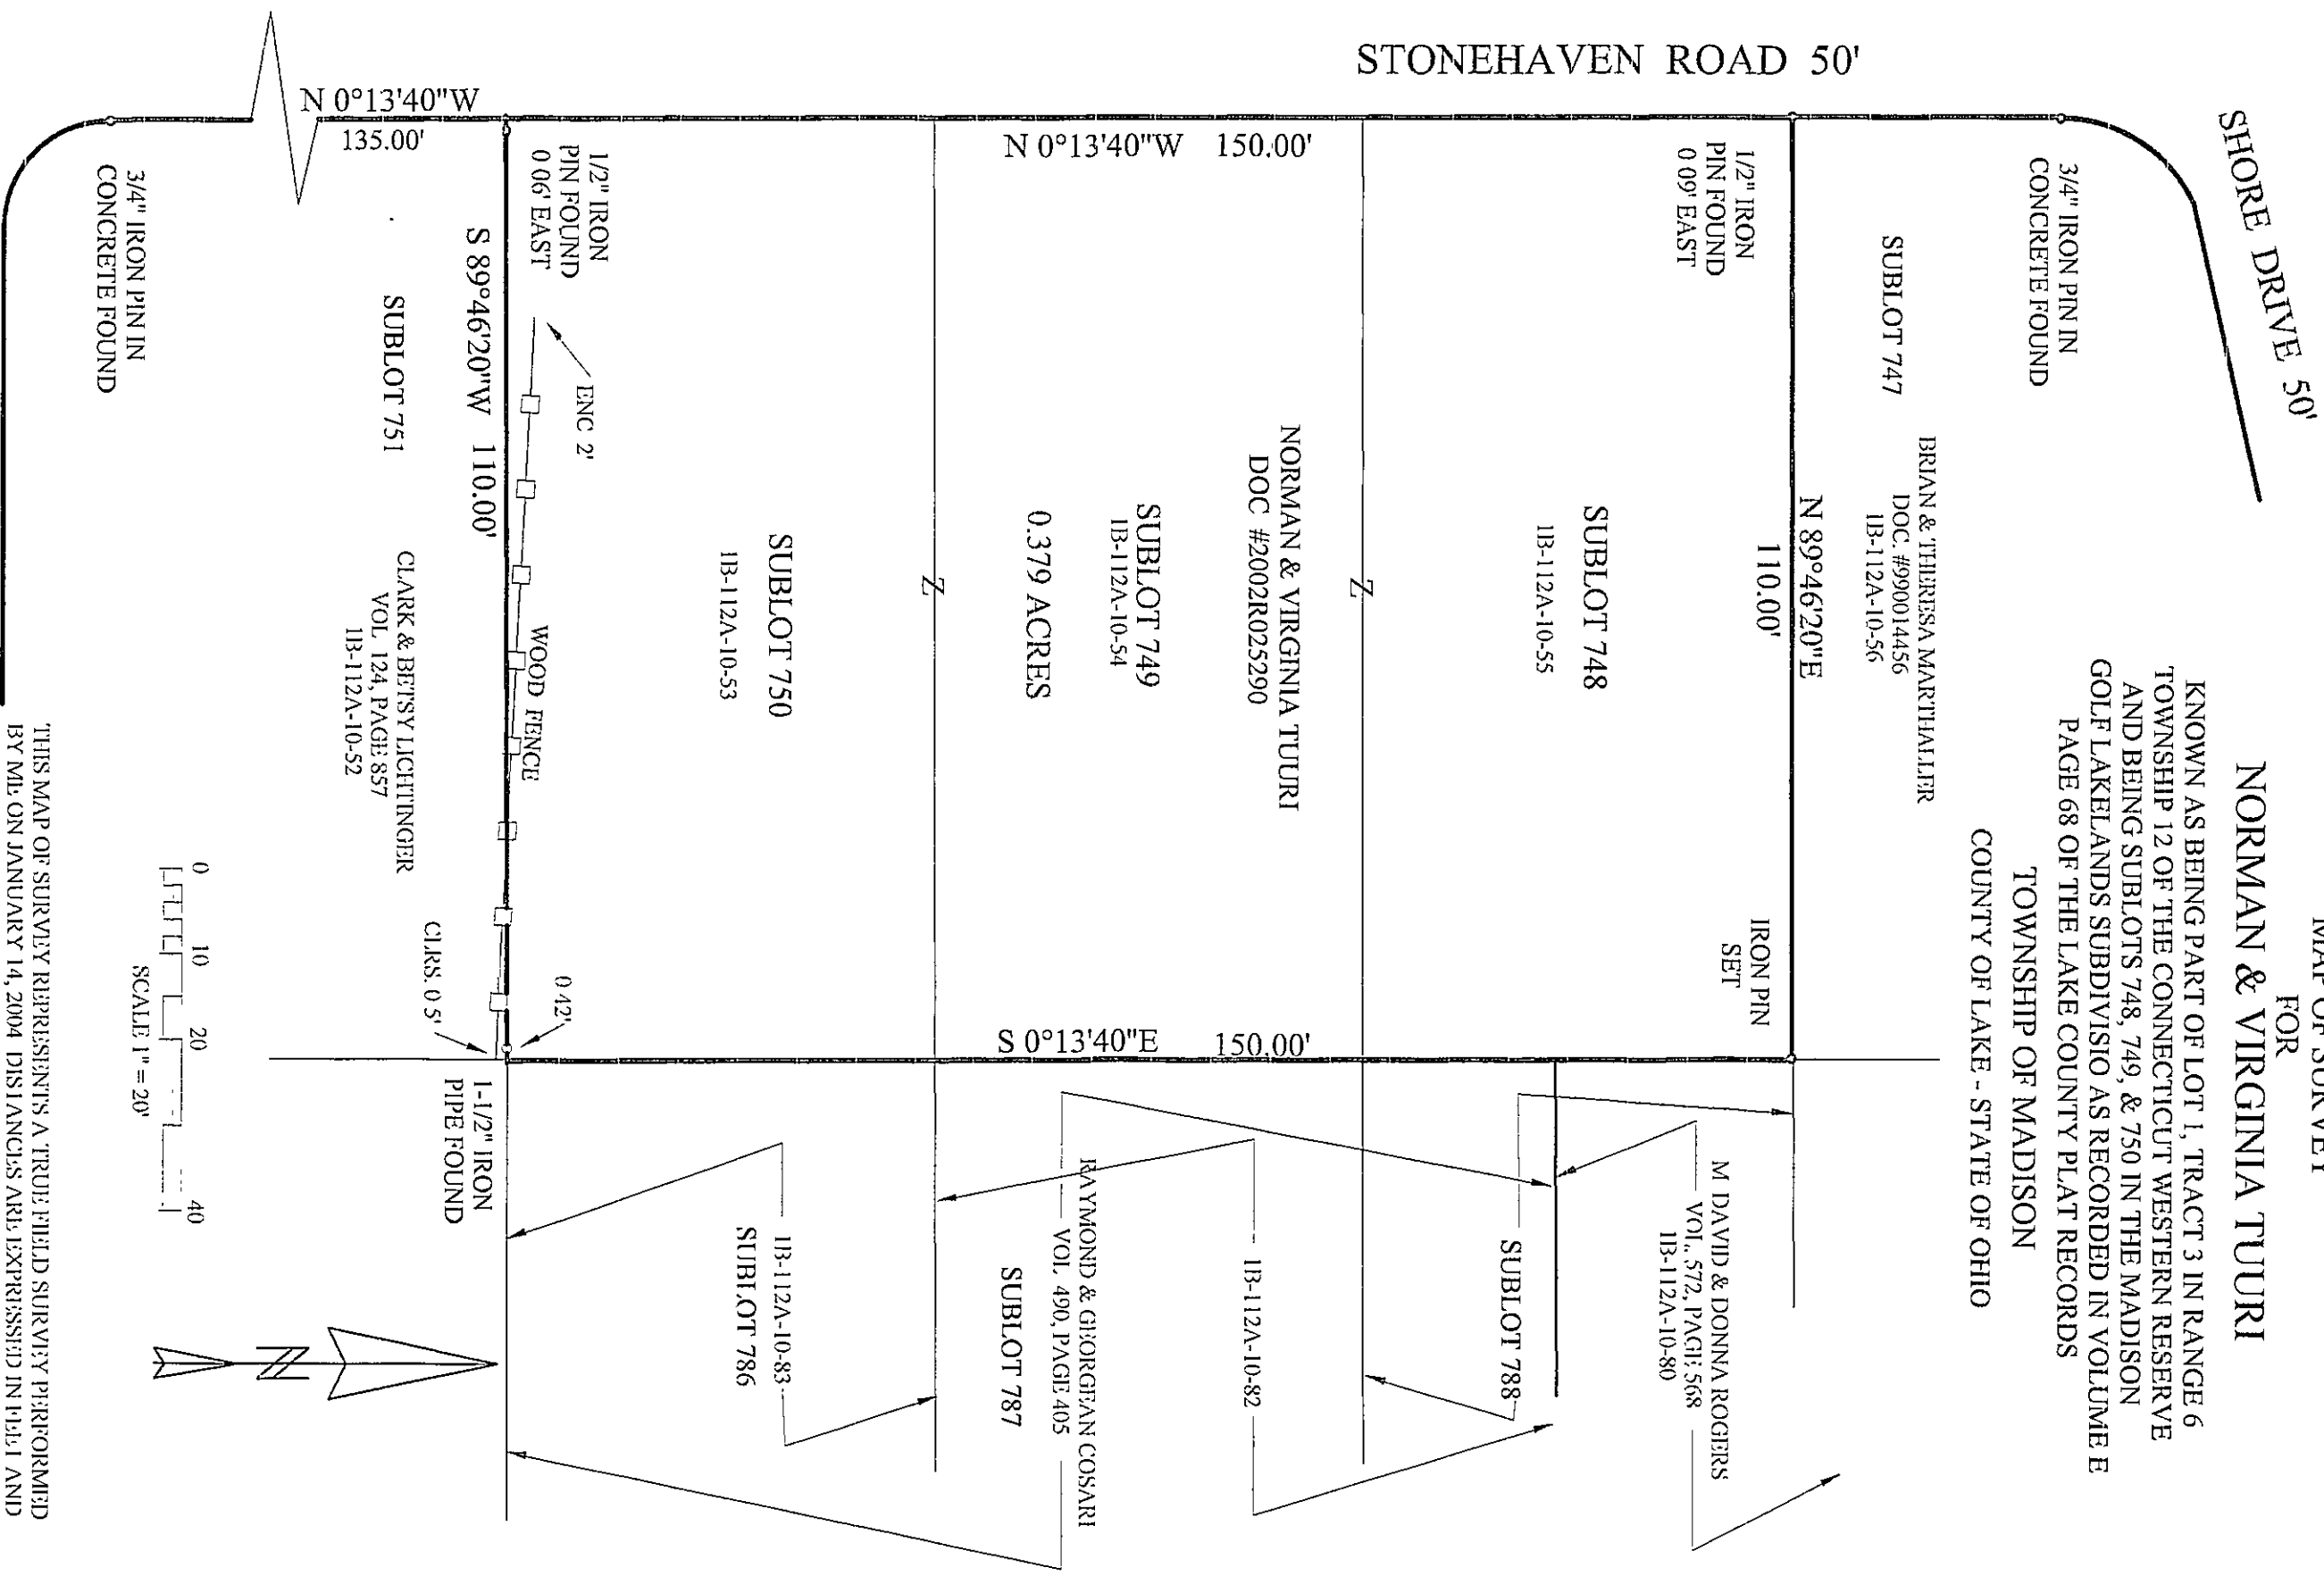 MAP OF SURVEY
FOR
NORMAN & VIRGINIA TUURI
KNOWN AS BEING PART OF LOT 1, TRACT 3 IN RANGE 6
TOWNSHIP 12 OF THE CONNECTICUT WESTERN RESERVE
AND BEING SUBLOTS 748, 749, & 750 IN THE MADISON
GOLF LAKELANDS SUBDIVISIO AS RECORDED IN VOLUME E
PAGE 68 OF THE LAKE COUNTY PLAT RECORDS
TOWNSHIP OF MADISON
COUNTY OF LAKE - STATE OF OHIO
SHORE DRIVE 50'
STONEHAVEN ROAD 50'
3/4" IRON PIN IN
CONCRETE FOUND
SUBLOT 747
BRIAN & THERESA MARTHALLER
DOC. #990014456
1B-112A-10-56
N 89°46'20"E
110.00'
1/2" IRON
PIN FOUND
0 09' EAST
IRON PIN
SET
SUBLOT 748
1B-112A-10-55
Z
N 0°13'40"W 150.00'
NORMAN & VIRGINIA TUURI
DOC #2002R025290
SUBLOT 749
1B-112A-10-54
0.379 ACRES
S 0°13'40"E 150.00'
Z
SUBLOT 750
1B-112A-10-53
1/2" IRON
PIN FOUND
0 06' EAST
ENC 2'
WOOD FENCE
0 42'
S 89°46'20"W 110.00'
CLRS. 0 5'
1-1/2" IRON
PIPE FOUND
N 0°13'40"W
135.00'
SUBLOT 751
CLARK & BETSY LICHTINGER
VOL 124, PAGE 857
1B-112A-10-52
3/4" IRON PIN IN
CONCRETE FOUND
M DAVID & DONNA ROGERS
VOL. 572, PAGE 568
1B-112A-10-80
SUBLOT 788
1B-112A-10-82
RAYMOND & GEORGEAN COSARI
VOL 490, PAGE 405
SUBLOT 787
1B-112A-10-83
SUBLOT 786
N
0 10 20 40
SCALE 1" = 20'
THIS MAP OF SURVEY REPRESENTS A TRUE FIELD SURVEY PERFORMED
BY ME ON JANUARY 14, 2004 DISTANCES ARE EXPRESSED IN FEET AND